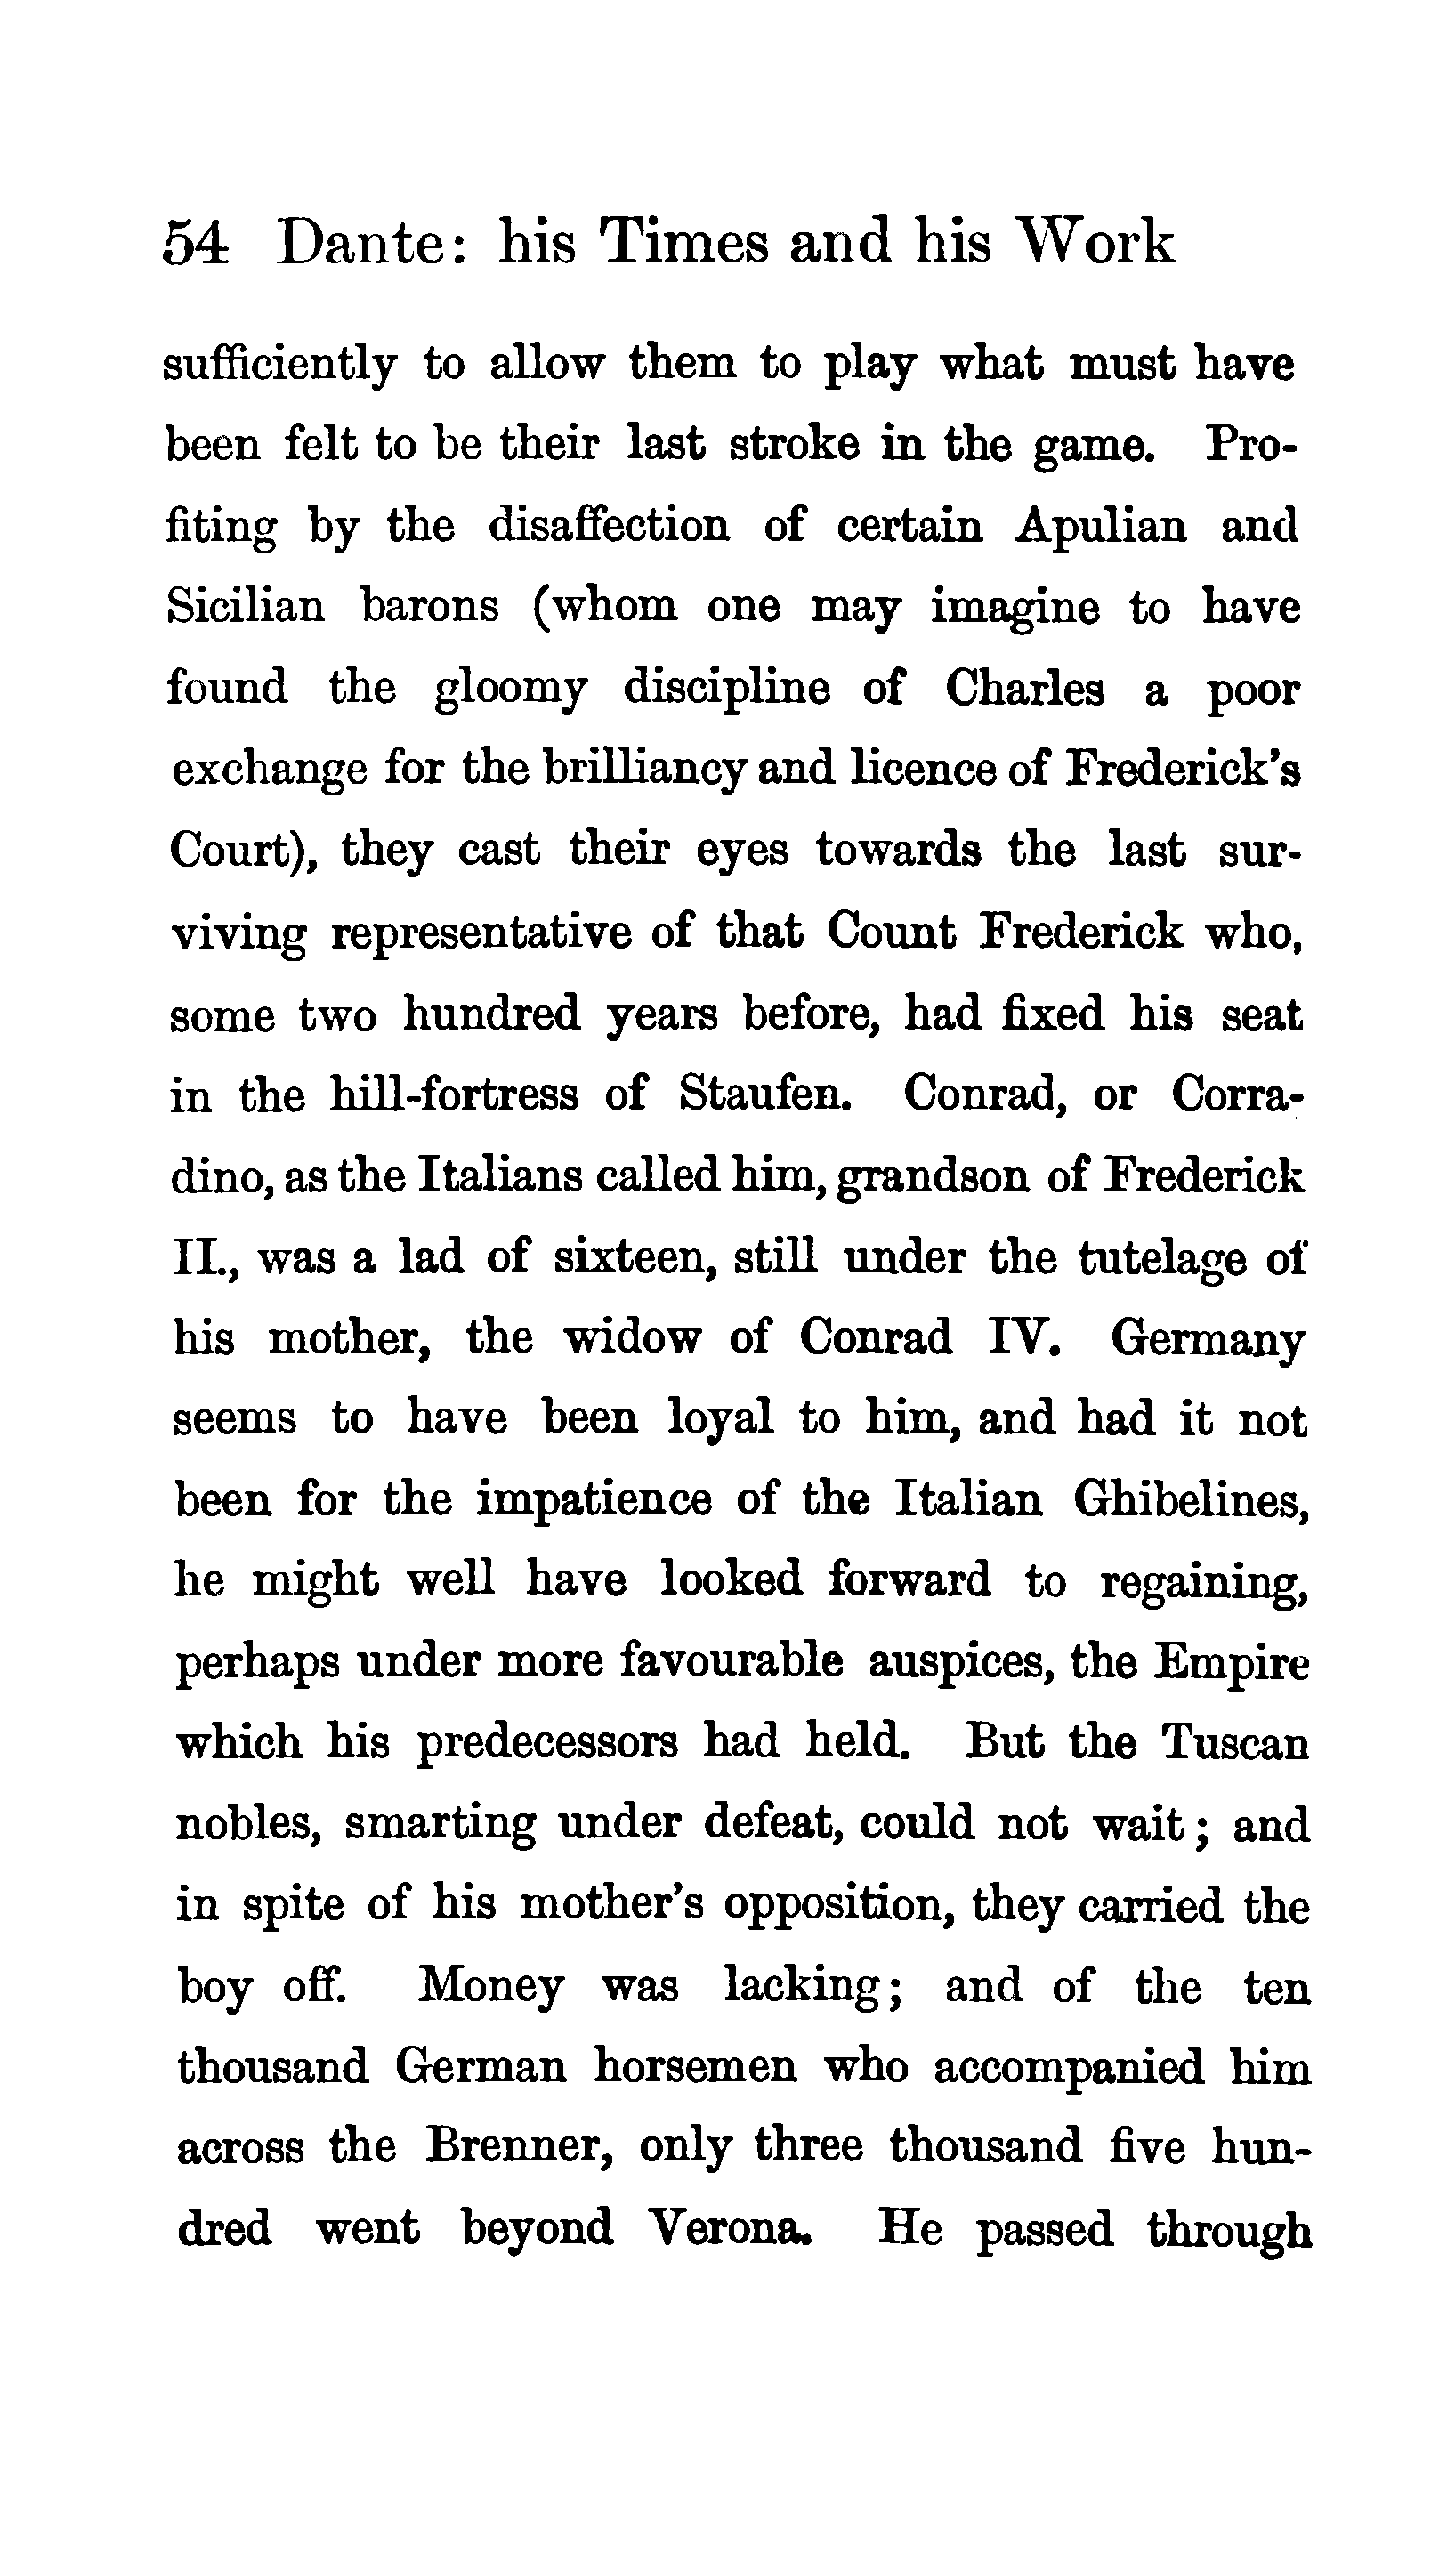 54 Dante: his Times and his Work
sufficiently to allow them to play what must have
been felt to be their last stroke in the game. Pro-
fiting by the disaffection of certain Apulian and
Sicilian barons (whom one may imagine to have
found the gloomy discipline of Charles a poor
exchange for the brilliancy and licence of Frederick's
Court), they cast their eyes towards the last sur-
viving representative of that Count Frederick who,
some two hundred years before, had fixed his seat
in the hill-fortress of Staufen. Conrad, or Corra-
dino, as the Italians called him, grandson of Frederick
II., was a lad of sixteen, still under the tutelage of
his mother, the widow of Conrad IV. Germany
seems to have been loyal to him, and had it not
been for the impatience of the Italian Ghibelines,
he might well have looked forward to regaining,
perhaps under more favourable auspices, the Empire
which his predecessors had held. But the Tuscan
nobles, smarting under defeat, could not wait; and
in spite of his mother's opposition, they carried the
boy off. Money was lacking; and of the ten
thousand German horsemen who accompanied him
across the Brenner, only three thousand five hun-
dred went beyond Verona. He passed through